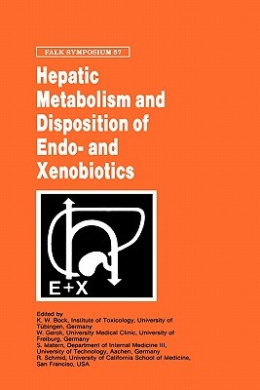 FALK SYMPOSIUM 57
Hepatic
Metabolism and
Disposition of
Endo- and
Xenobiotics
E+X
Edited by
K. W. Bock, Institute of Toxicology, University of
Tübingen, Germany
W. Gerok, University Medical Clinic, University of
Freiburg, Germany
S. Matern, Department of Internal Medicine III,
University of Technology, Aachen, Germany
R. Schmid, University of California School of Medicine,
San Franciso, USA